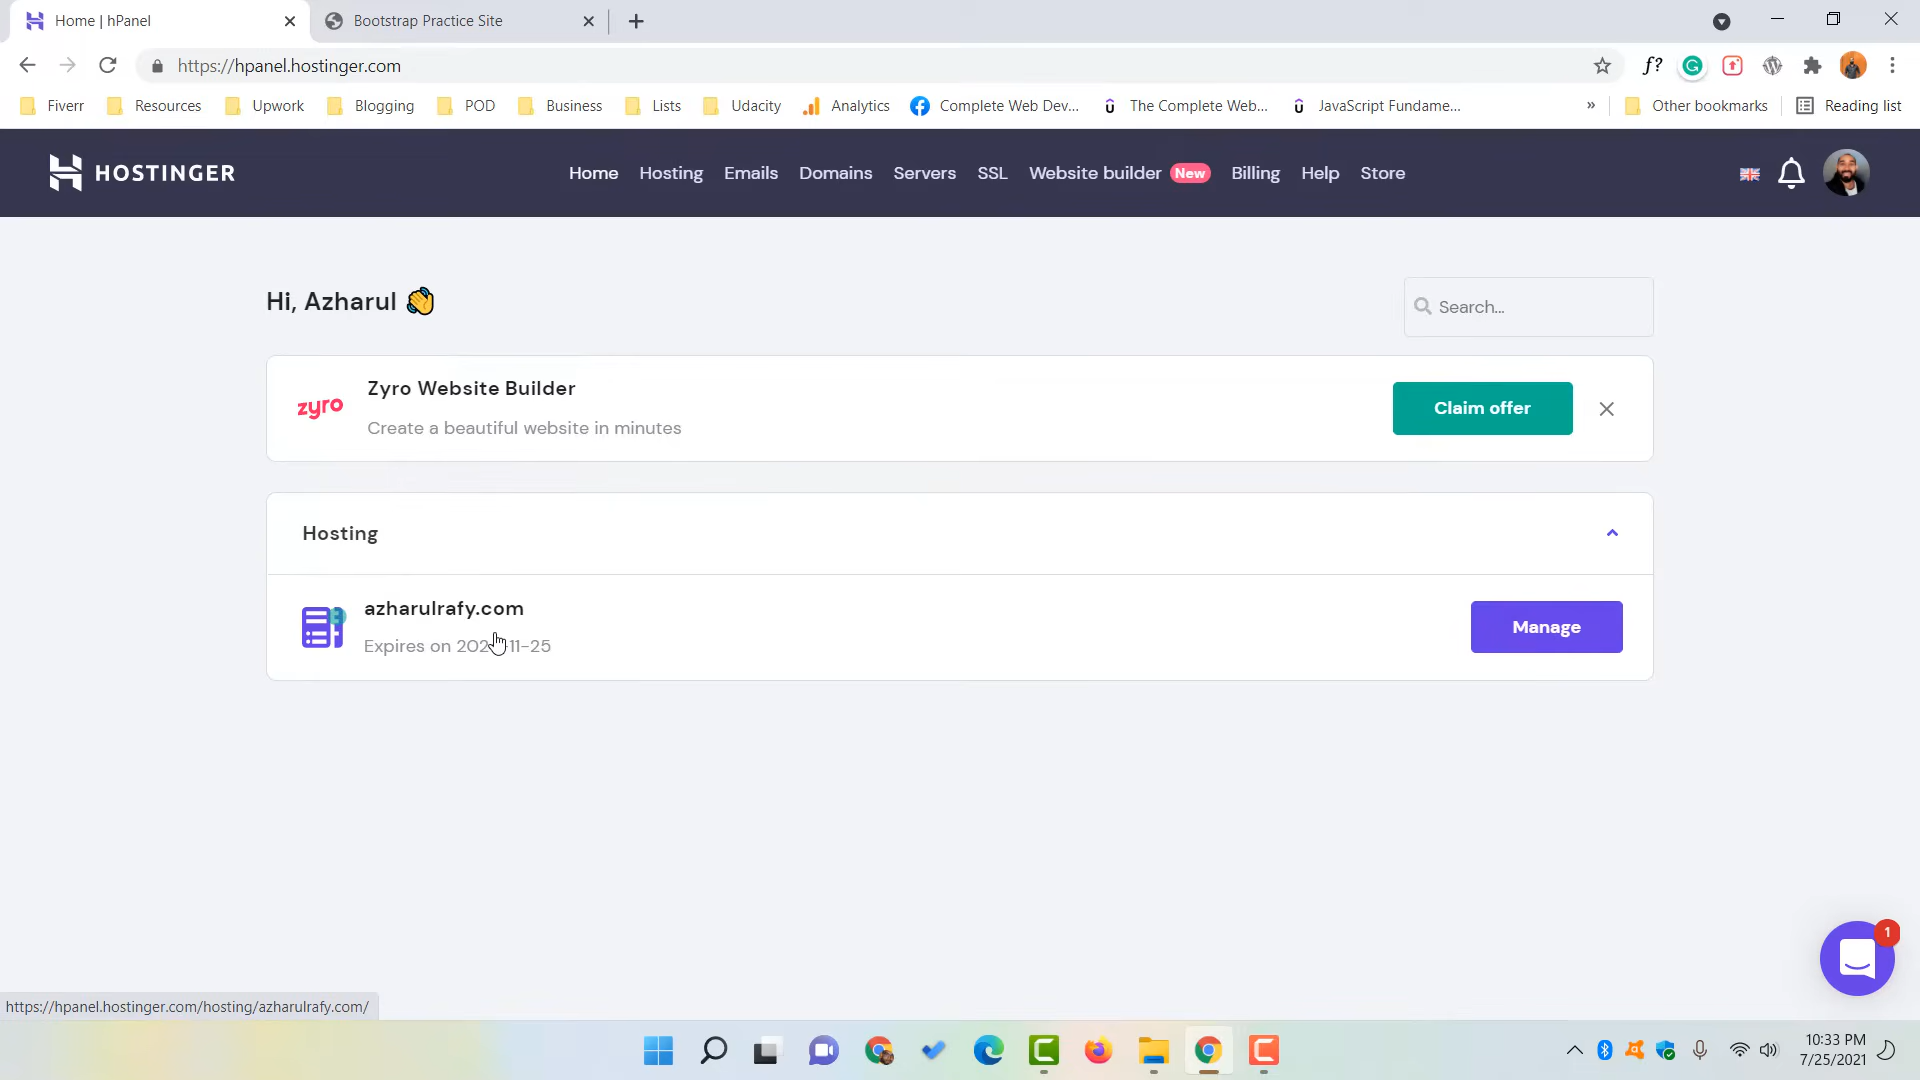 Home | hPanel
Bootstrap Practice Site
https://hpanel.hostinger.com
f?
Fiverr
Resources
Upwork
Blogging
POD
Business
Lists
Udacity
Analytics
Complete Web Dev...
The Complete Web...
JavaScript Fundame...
»
Other bookmarks
Reading list
HOSTINGER
Home
Hosting
Emails
Domains
Servers
SSL
Website builder New
Billing
Help
Store
Hi, Azharul
Search...
zyro
Zyro Website Builder
Create a beautiful website in minutes
Claim offer
Hosting
azharulrafy.com
Expires on
11-25
Manage
1
https://hpanel.hostinger.com/hosting/azharulrafy.com/
10:33 PM
7/25/2021